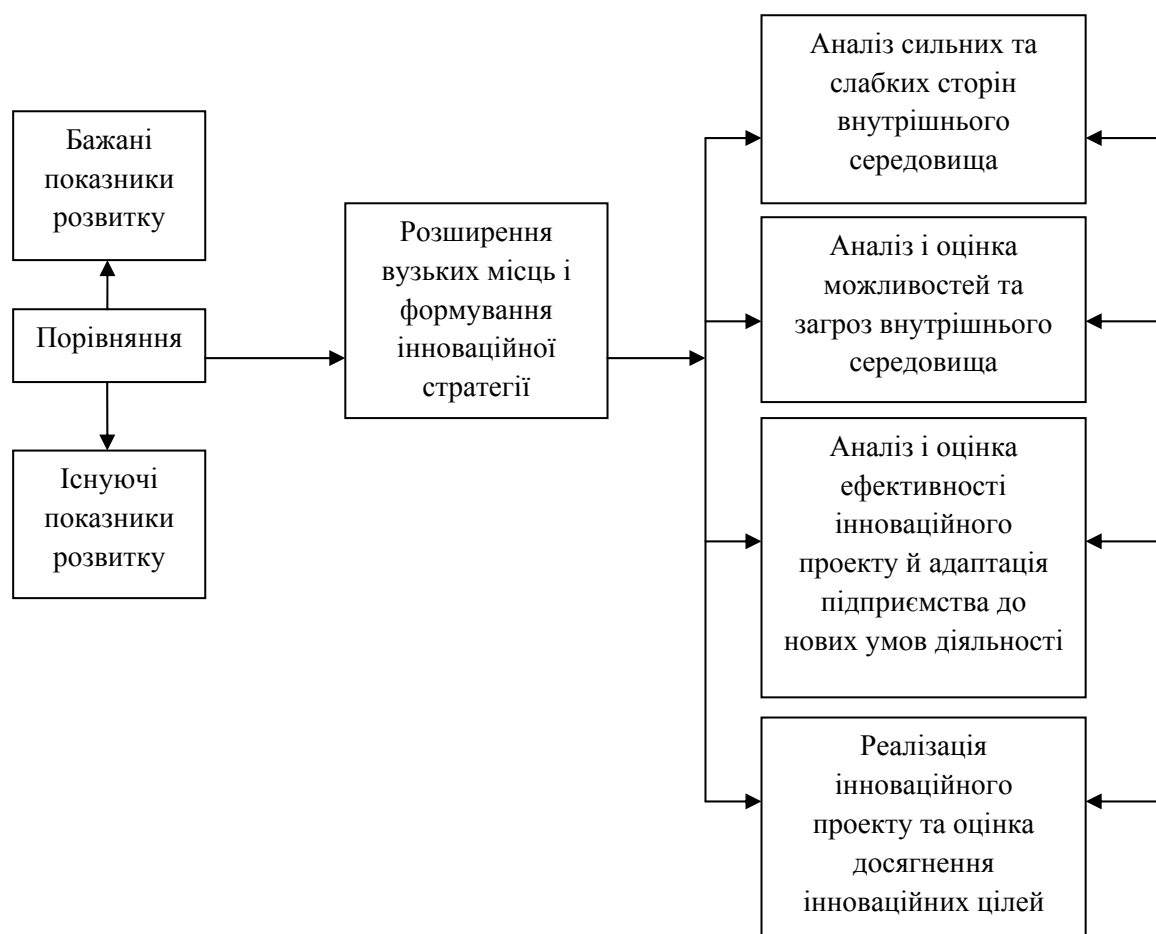 Бажані
показники
розвитку
Порівняння
Існуючі
показники
розвитку
Розширення
вузьких місць і
формування
інноваційної
стратегії
Аналіз сильних та
слабких сторін
внутрішнього
середовища
Аналіз і оцінка
можливостей та
загроз внутрішнього
середовища
Аналіз і оцінка
ефективності
інноваційного
проекту й адаптація
підприємства до
нових умов діяльності
Реалізація
інноваційного
проекту та оцінка
досягнення
інноваційних цілей